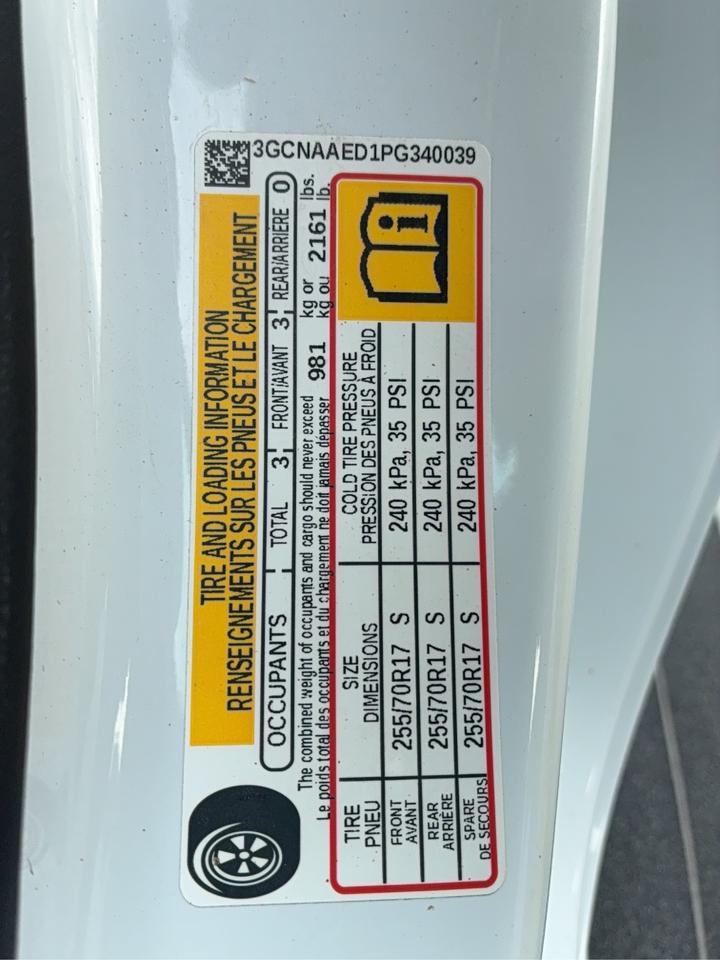 3GCNAAED1PG340039
TIRE AND LOADING INFORMATION
RENSEIGNEMENTS SUR LES PNEUS ET LE CHARGEMENT
OCCUPANTS TOTAL 3 FRONT/AVANT 3 REAR/ARRIÈRE 0
The combined weight of occupants and cargo should never exceed 981 kg or 2161 lbs.
Le poids total des occupants et du chargement ne doit jamais dépasser kg ou lb.
TIRE SIZE COLD TIRE PRESSURE
PNEU DIMENSIONS PRESSION DES PNEUS À FROID
FRONT
AVANT
255/70R17 S 240 kPa, 35 PSI
REAR
ARRIÈRE
255/70R17 S 240 kPa, 35 PSI
SPARE
DE SECOURS
255/70R17 S 240 kPa, 35 PSI